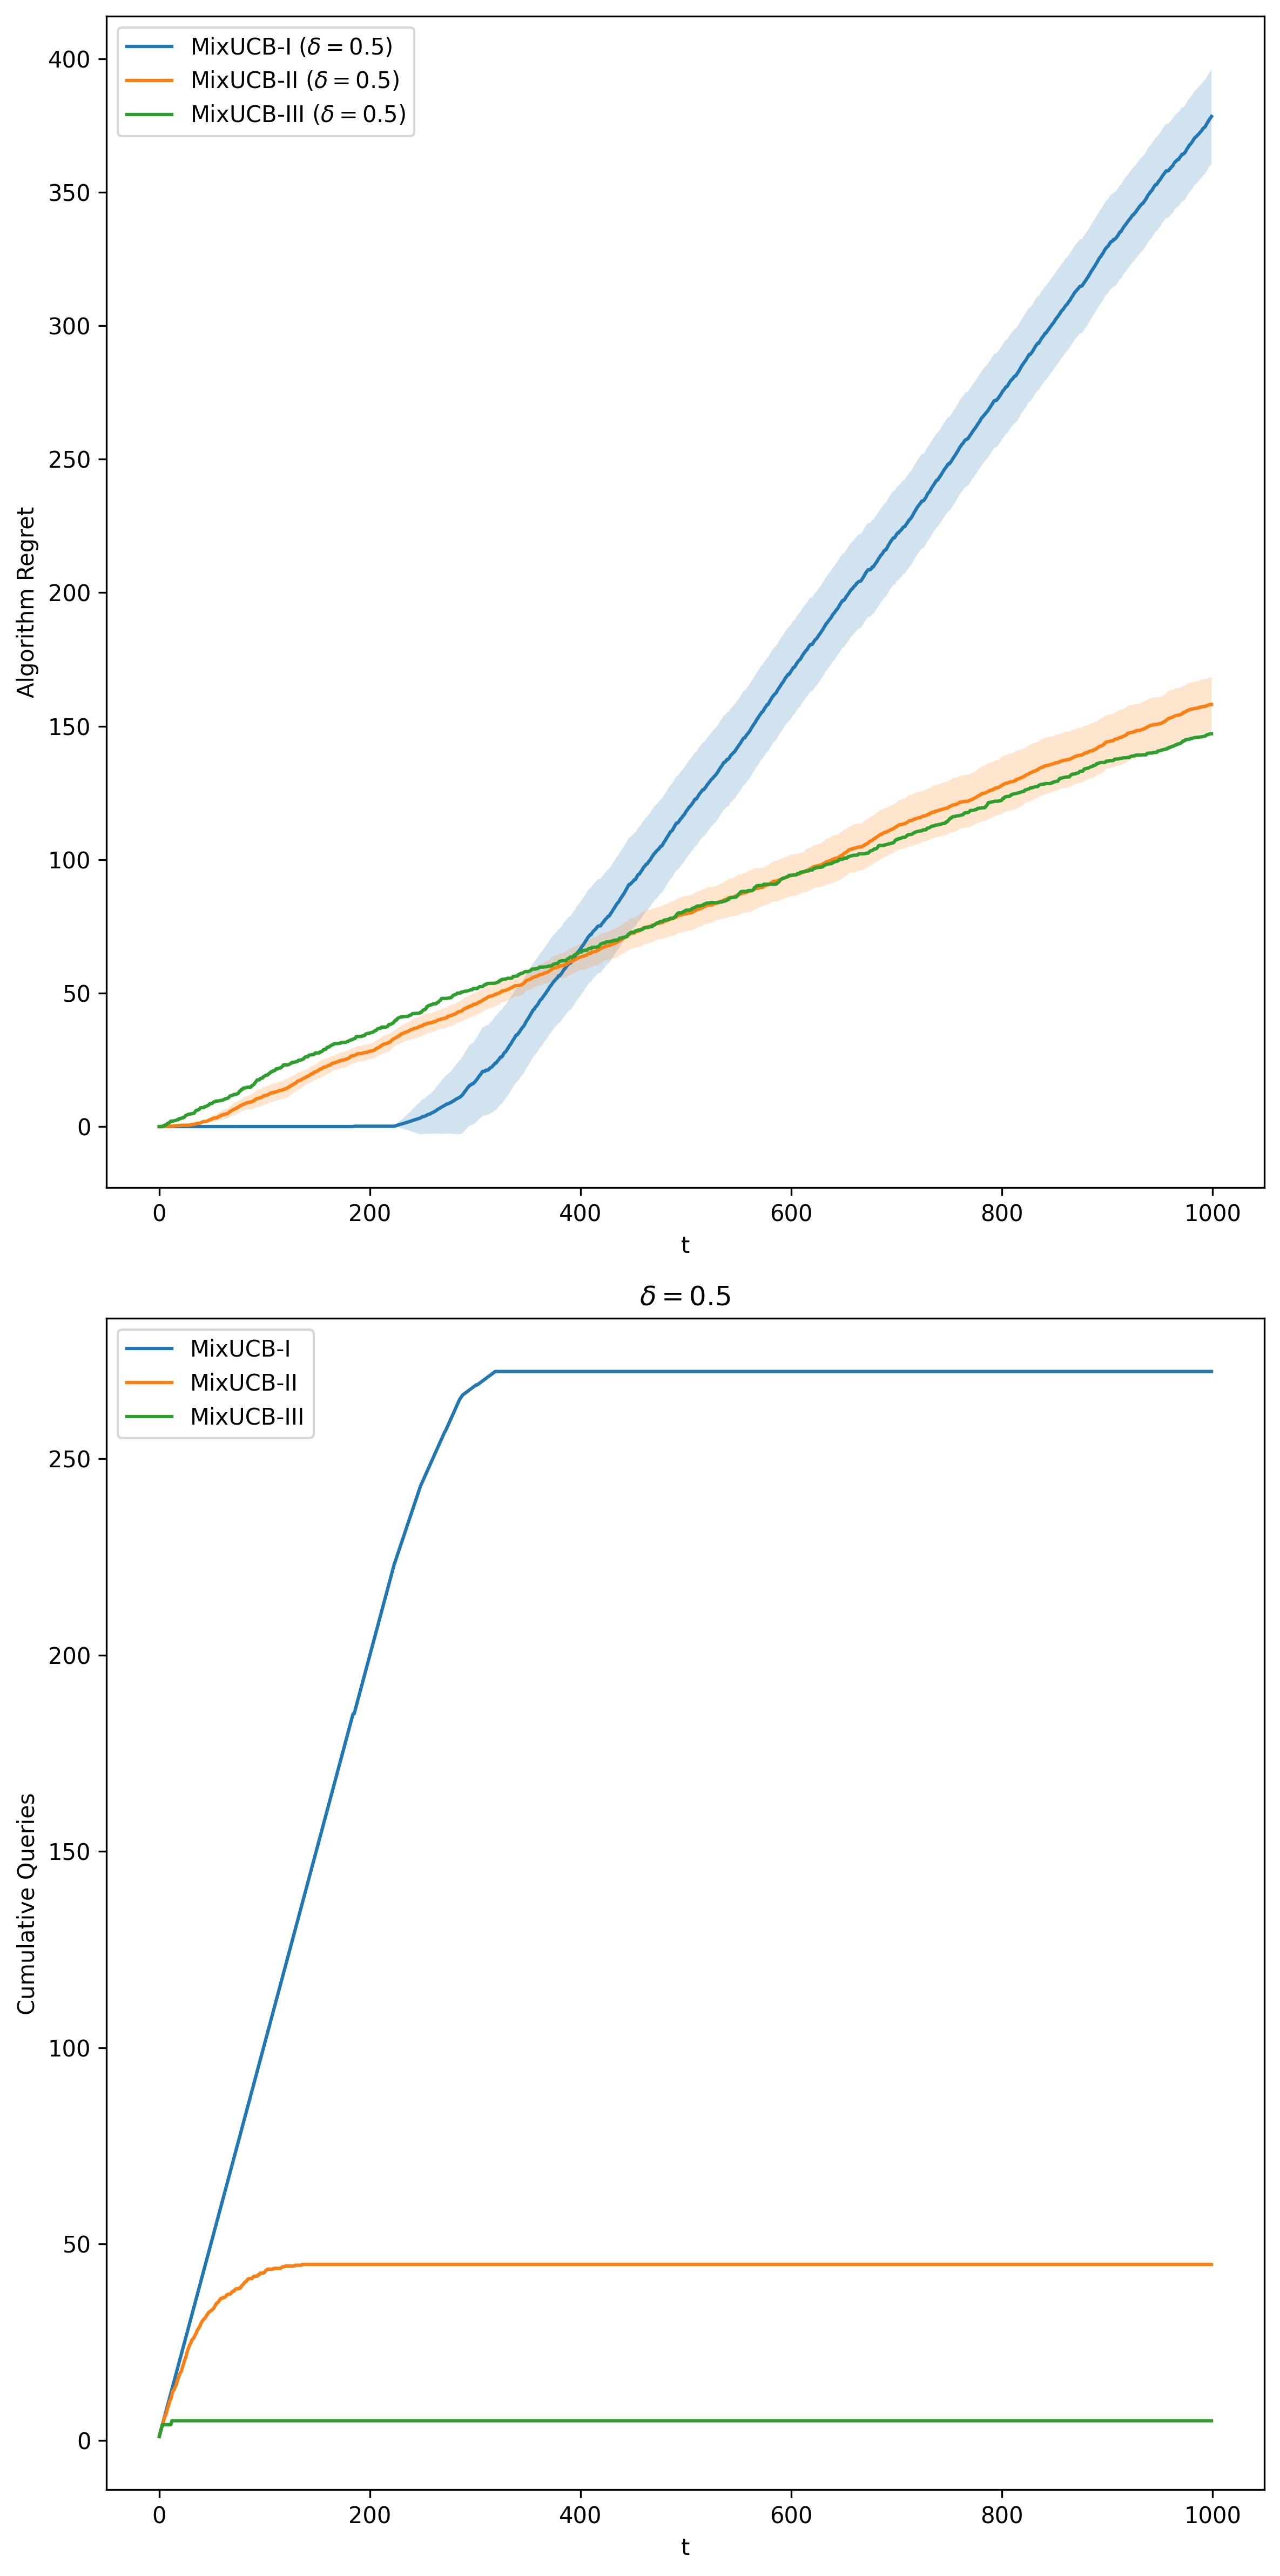 MixUCB-I (δ = 0.5)
MixUCB-II (δ = 0.5)
MixUCB-III (δ = 0.5)
400
350
300
250
200
150
100
50
0
Algorithm Regret
0 200 400 600 800 1000
t
δ = 0.5
MixUCB-I
MixUCB-II
MixUCB-III
250
200
150
100
50
0
Cumulative Queries
0 200 400 600 800 1000
t